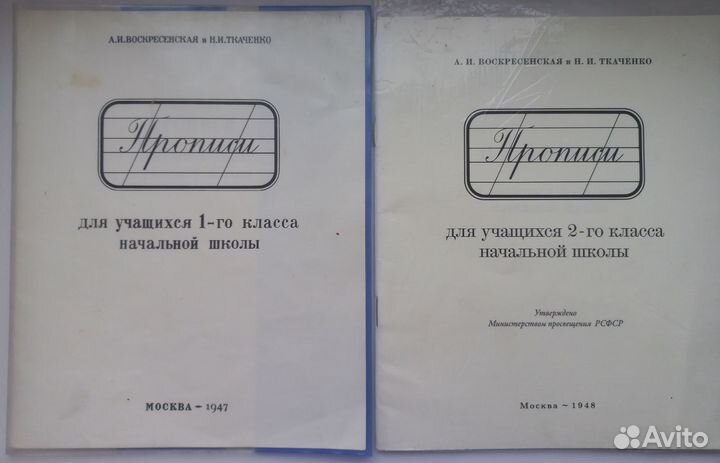 А.И.ВОСКРЕСЕНСКАЯ и Н.И.ТКАЧЕНКО
Прописи
для учащихся 1-го класса
начальной школы
МОСКВА – 1947
А. И. ВОСКРЕСЕНСКАЯ и Н. И. ТКАЧЕНКО
Прописи
для учащихся 2-го класса
начальной школы
Утверждено
Министерством просвещения РСФСР
Москва ~ 1948
Avito